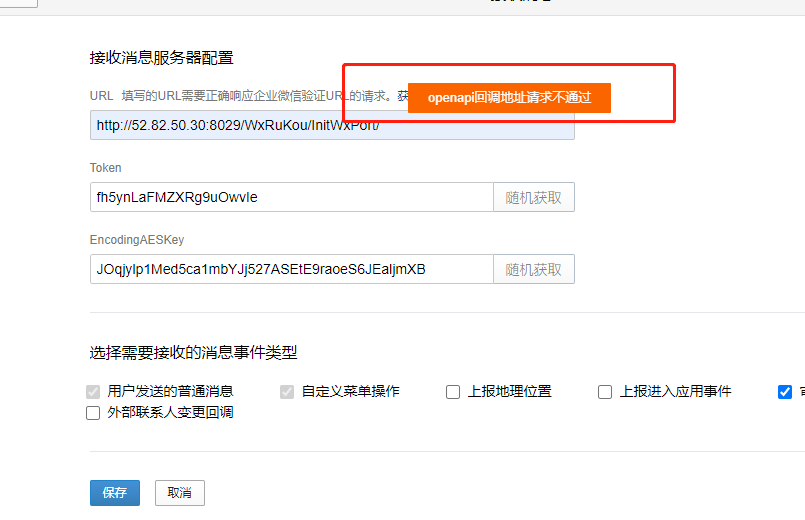 接收消息服务器配置
URL 填写的URL需要正确响应企业微信验证URL的请求。获
openapi回调地址请求不通过
http://52.82.50.30:8029/WxRuKou/InitWxPort/
Token
fh5ynLaFMZXRg9uOwvIe 随机获取
EncodingAESKey
JOqjyIp1Med5ca1mbYJj527ASEtE9raoeS6JEaljmXB 随机获取
选择需要接收的消息事件类型
用户发送的普通消息 自定义菜单操作 上报地理位置 上报进入应用事件
外部联系人变更回调
保存 取消